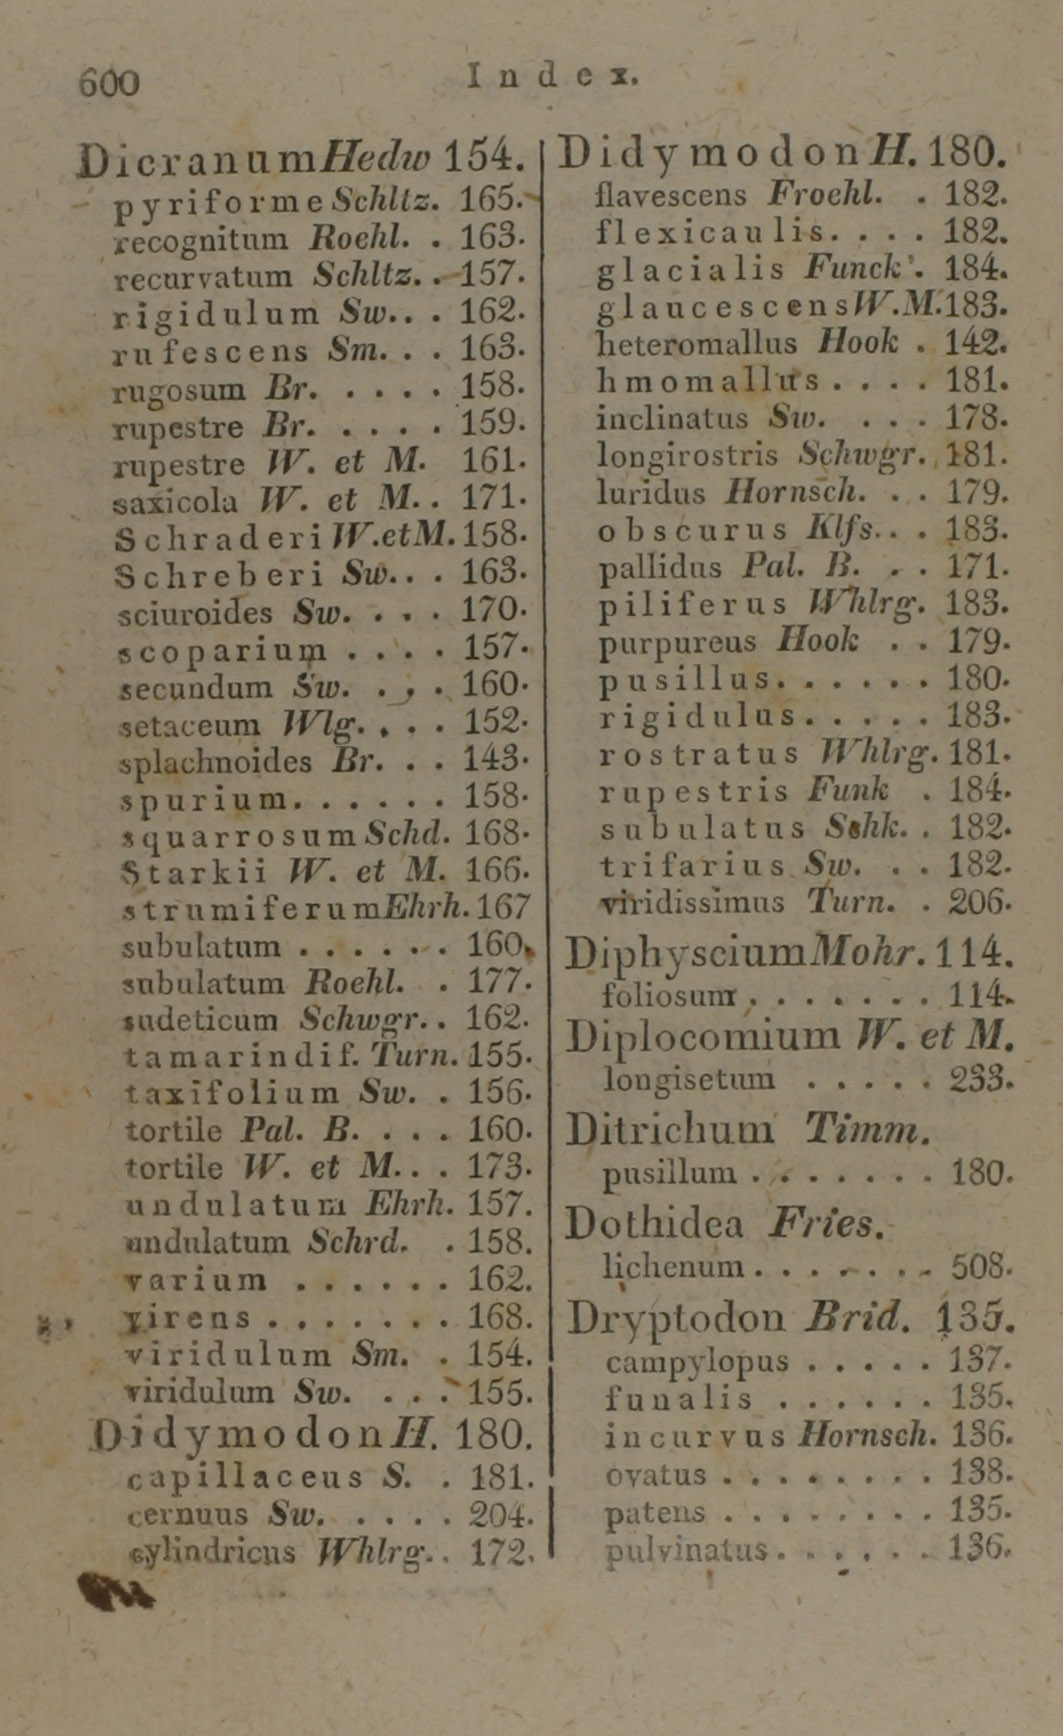 600
Index.
Dicranum Hedw 154.
pyriforme Schltz. 165.
recognitum Roehl. . 163.
recurvatum Schltz. . 157.
rigidulum Sw. . . 162.
rufescens Sm. . . 163.
rugosum Br. . . . . 158.
rupestre Br. . . . . 159.
rupestre W. et M. 161.
saxicola W. et M. . 171.
Schraderi W.etM. 158.
Schreberi Sw. . . 163.
sciuroides Sw. . . . 170.
scoparium . . . . 157.
secundum Sw. . . . 160.
setaceum Wlg. . . . 152.
splachnoides Br. . . 143.
spurium. . . . . . 158.
squarrosum Schd. 168.
Starkii W. et M. 166.
strumiferum Ehrh. 167
subulatum . . . . . . 160.
subulatum Roehl. . 177.
sudeticum Schwgr. . 162.
tamarindif. Turn. 155.
taxifolium Sw. . 156.
tortile Pal. B. . . . 160.
tortile W. et M. . . 173.
undulatum Ehrh. 157.
undulatum Schrd. . 158.
varium . . . . . . 162.
virens . . . . . . . 168.
viridulum Sm. . 154.
viridulum Sw. . . . 155.
Didymodon H. 180.
capillaceus S. . 181.
cernuus Sw. . . . . 204.
cylindricus Whlrg. . 172.
Didymodon H. 180.
flavescens Froehl. . 182.
flexicaulis. . . . 182.
glacialis Funck'. 184.
glaucescens W.M. 183.
heteromallus Hook . 142.
hmomallus . . . . 181.
inclinatus Sw. . . . 178.
longirostris Schwgr. 181.
luridus Hornsch. . . 179.
obscurus Klfs. . . 183.
pallidus Pal. B. . . 171.
piliferus Whlrg. 183.
purpureus Hook . . 179.
pusillus. . . . . . 180.
rigidulus. . . . . 183.
rostratus Whlrg. 181.
rupestris Funk . 184.
subulatus Sshk. . 182.
trifarius Sw. . . 182.
viridissimus Turn. . 206.
Diphyscium Mohr. 114.
foliosum . . . . . . . 114.
Diplocomium W. et M.
longisetum . . . . . 233.
Ditrichum Timm.
pusillum . . . . . . . 180.
Dothidea Fries.
lichenum . . . . . . . 508.
Dryptodon Brid. 135.
campylopus . . . . . 137.
funalis . . . . . . 135.
incurvus Hornsch. 136.
ovatus . . . . . . . . 138.
patens . . . . . . . . 135.
pulvinatus . . . . . . 136.